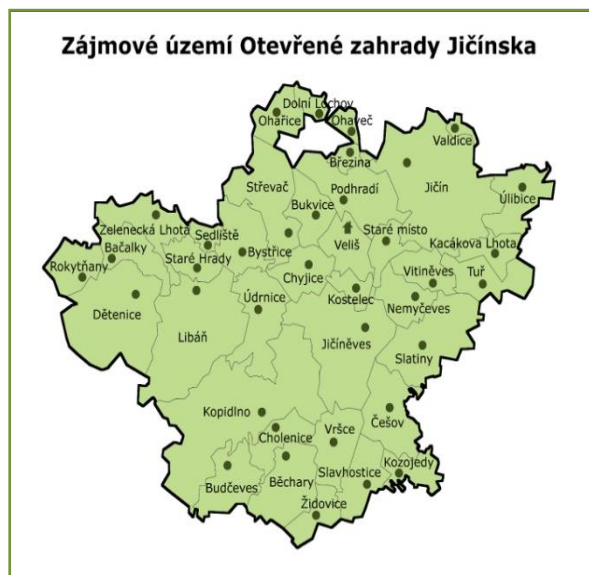 Zájmové území Otevřené zahrady Jičínska
Dolní Lochov
Ohařice
Ohaveč
Valdice
Březina
Střevač
Podhradí
Jičín
Úlibice
Bukvice
Zelenecká Lhota
Sedliště
Veliš
Staré místo
Kacákova Lhota
Bačalky
Staré Hrady
Bystřice
Rokytňany
Chyjice
Vitiněves
Tuř
Dětenice
Údrnice
Kostelec
Nemyčeves
Libáň
Jičíněves
Slatiny
Kopidlno
Češov
Cholenice
Vršce
Kozojedy
Budčeves
Běchary
Slavhostice
Židovice